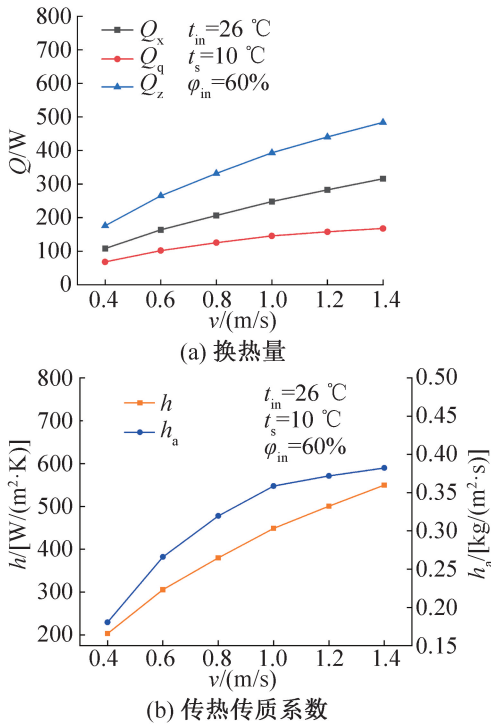 800
700
600
500
400
300
200
100
0
Q/W
Qx tin=26 ℃
Qq ts=10 ℃
Qz φin=60%
0.4 0.6 0.8 1.0 1.2 1.4
v/(m/s)
(a) 换热量
800
700
600
500
400
300
200
h/[W/(m²·K)]
h tin=26 ℃
ha ts=10 ℃
φin=60%
0.50
0.45
0.40
0.35
0.30
0.25
0.20
0.15
ha/[kg/(m²·s)]
0.4 0.6 0.8 1.0 1.2 1.4
v/(m/s)
(b) 传热传质系数